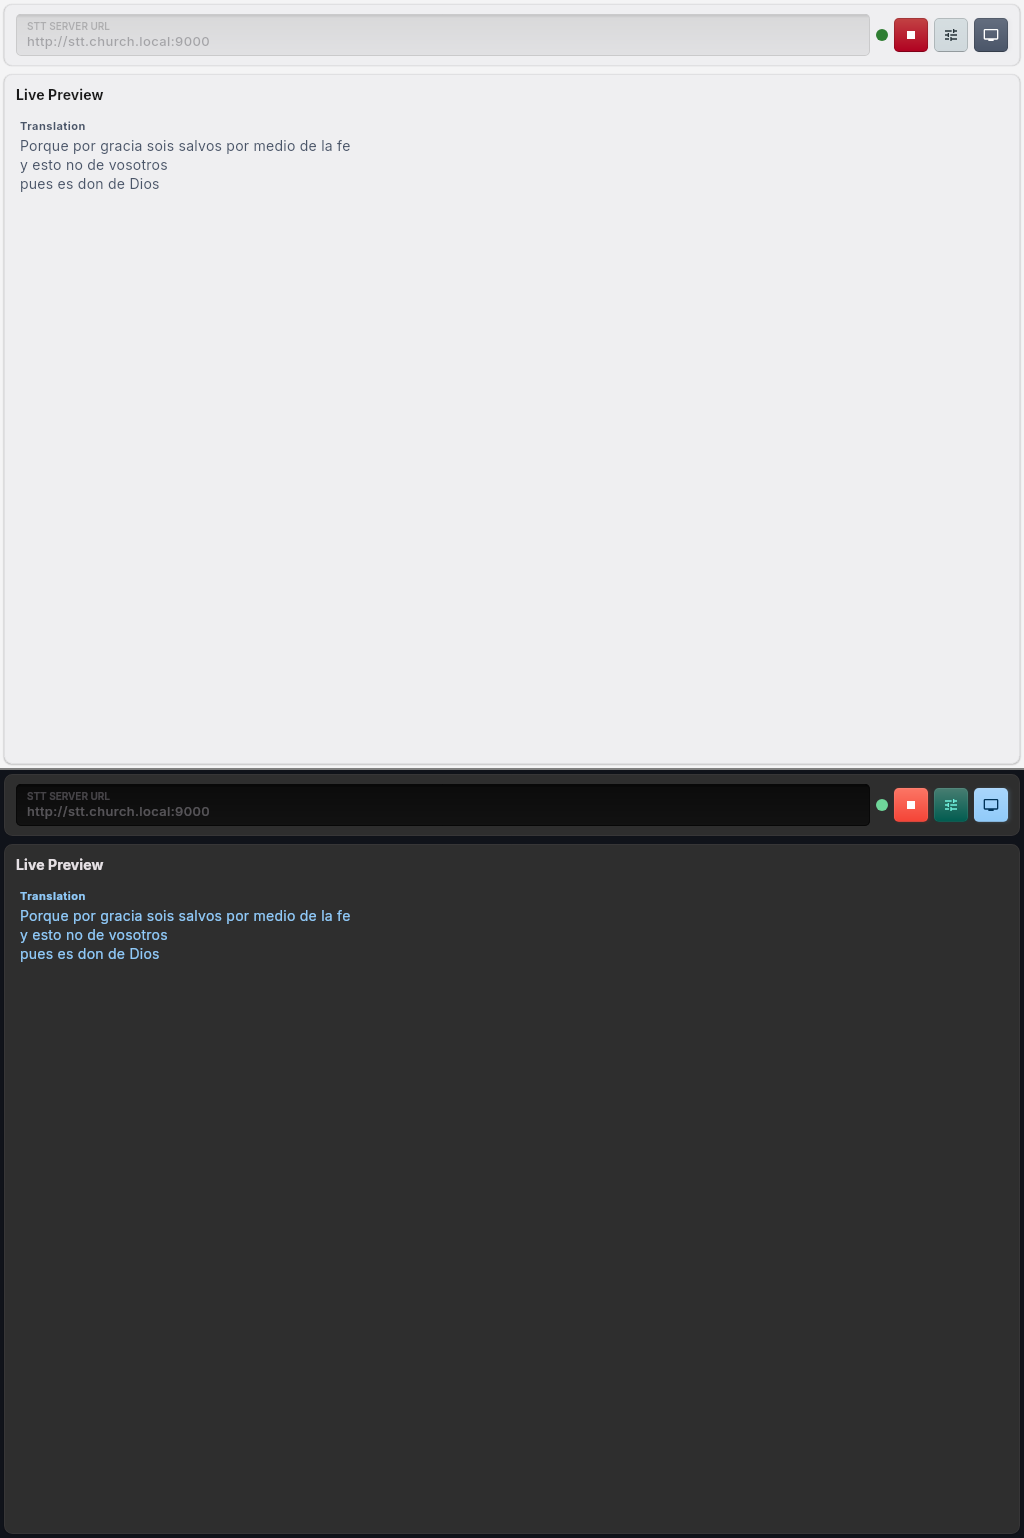 STT SERVER URL
http://stt.church.local:9000
Live Preview
Translation
Porque por gracia sois salvos por medio de la fe
y esto no de vosotros
pues es don de Dios
STT SERVER URL
http://stt.church.local:9000
Live Preview
Translation
Porque por gracia sois salvos por medio de la fe
y esto no de vosotros
pues es don de Dios